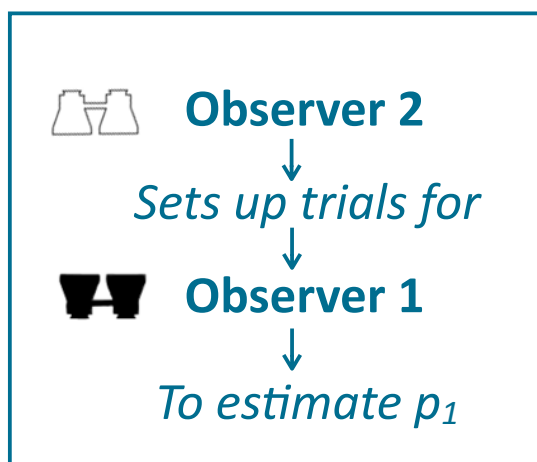 Observer 2
Sets up trials for
Observer 1
To estimate p₁